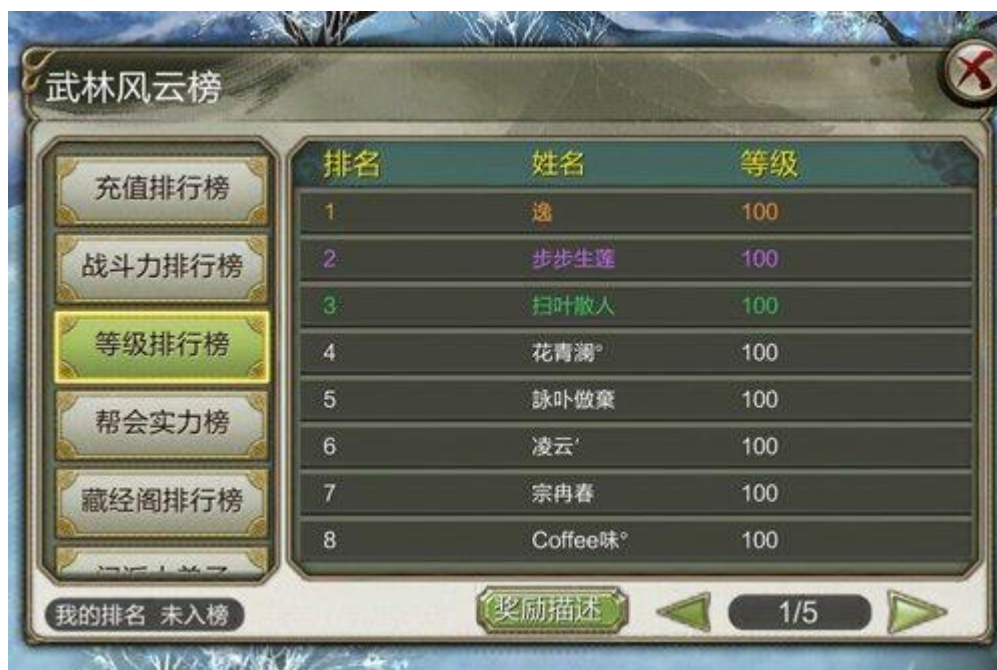 武林风云榜
充值排行榜
战斗力排行榜
等级排行榜
帮会实力榜
藏经阁排行榜
排名 姓名 等级
1 逸 100
2 步步生莲 100
3 扫叶散人 100
4 花青澜° 100
5 詠卟倣棄 100
6 凌云′ 100
7 宗冉春 100
8 Coffee味° 100
我的排名 未入榜
奖励描述
1/5